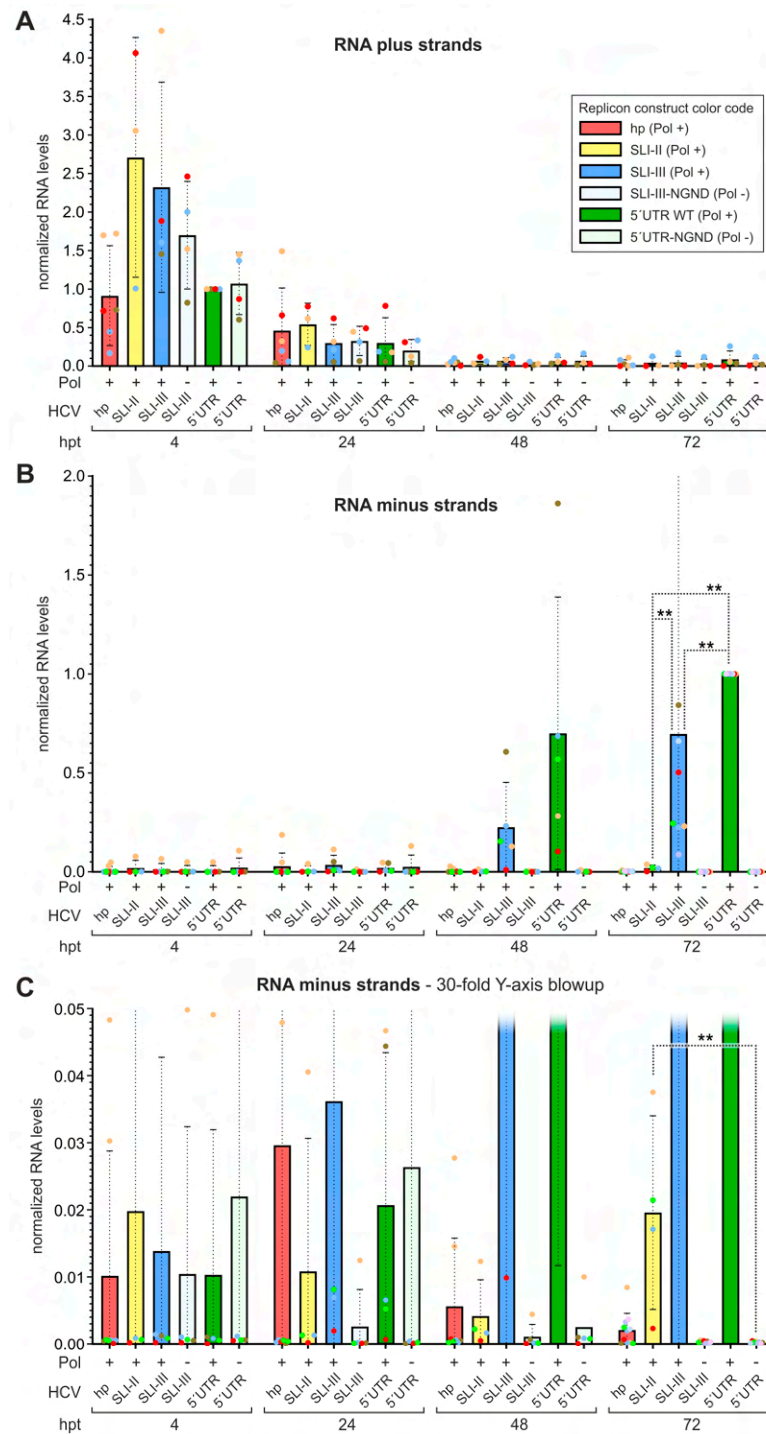 A
RNA plus strands
normalized RNA levels
4.5
4.0
3.5
3.0
2.5
2.0
1.5
1.0
0.5
0.0
Replicon construct color code
hp (Pol +)
SLI-II (Pol +)
SLI-III (Pol +)
SLI-III-NGND (Pol -)
5´UTR WT (Pol +)
5´UTR-NGND (Pol -)
Pol + + + - + - + + + - + - + + + - + - + + + - + -
HCV hp SLI-II SLI-III SLI-III 5´UTR 5´UTR hp SLI-II SLI-III SLI-III 5´UTR 5´UTR hp SLI-II SLI-III SLI-III 5´UTR 5´UTR hp SLI-II SLI-III SLI-III 5´UTR 5´UTR
hpt 4 24 48 72
B
RNA minus strands
normalized RNA levels
2.0
1.5
1.0
0.5
0.0
**
**
**
Pol + + + - + - + + + - + - + + + - + - + + + - + -
HCV hp SLI-II SLI-III SLI-III 5´UTR 5´UTR hp SLI-II SLI-III SLI-III 5´UTR 5´UTR hp SLI-II SLI-III SLI-III 5´UTR 5´UTR hp SLI-II SLI-III SLI-III 5´UTR 5´UTR
hpt 4 24 48 72
C
RNA minus strands - 30-fold Y-axis blowup
normalized RNA levels
0.05
0.04
0.03
0.02
0.01
0.00
**
Pol + + + - + - + + + - + - + + + - + - + + + - + -
HCV hp SLI-II SLI-III SLI-III 5´UTR 5´UTR hp SLI-II SLI-III SLI-III 5´UTR 5´UTR hp SLI-II SLI-III SLI-III 5´UTR 5´UTR hp SLI-II SLI-III SLI-III 5´UTR 5´UTR
hpt 4 24 48 72